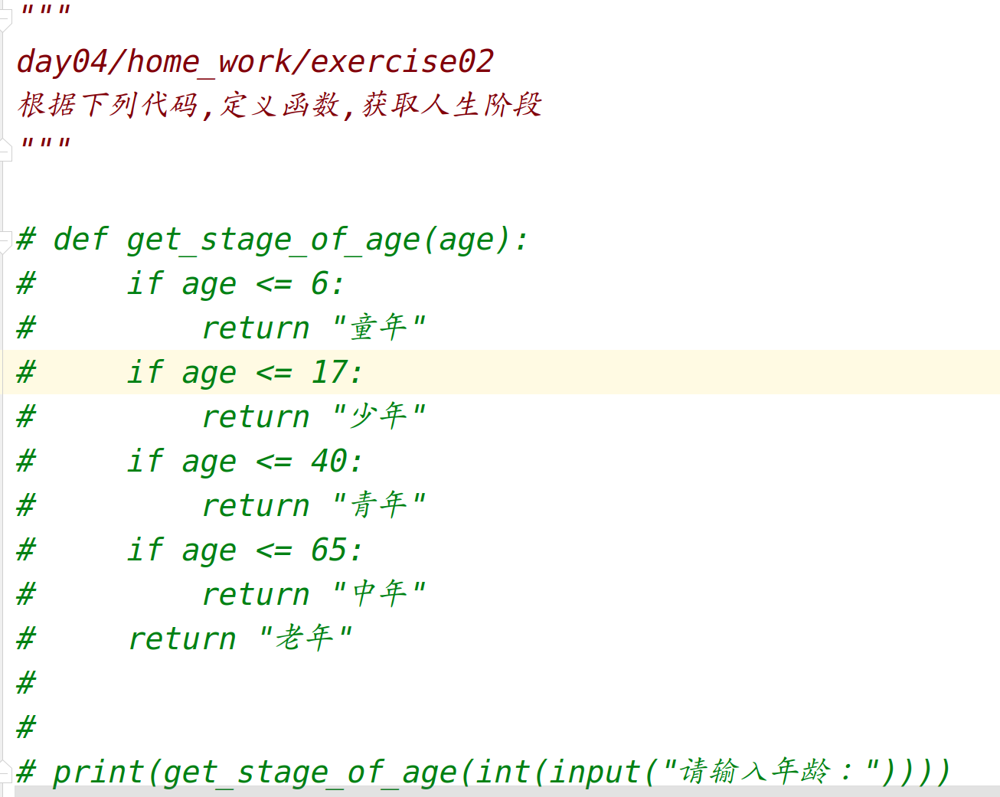 """
day04/home_work/exercise02
根据下列代码,定义函数,获取人生阶段
"""
# def get_stage_of_age(age):
#     if age <= 6:
#         return "童年"
#     if age <= 17:
#         return "少年"
#     if age <= 40:
#         return "青年"
#     if age <= 65:
#         return "中年"
#     return "老年"
#
#
# print(get_stage_of_age(int(input("请输入年龄："))))